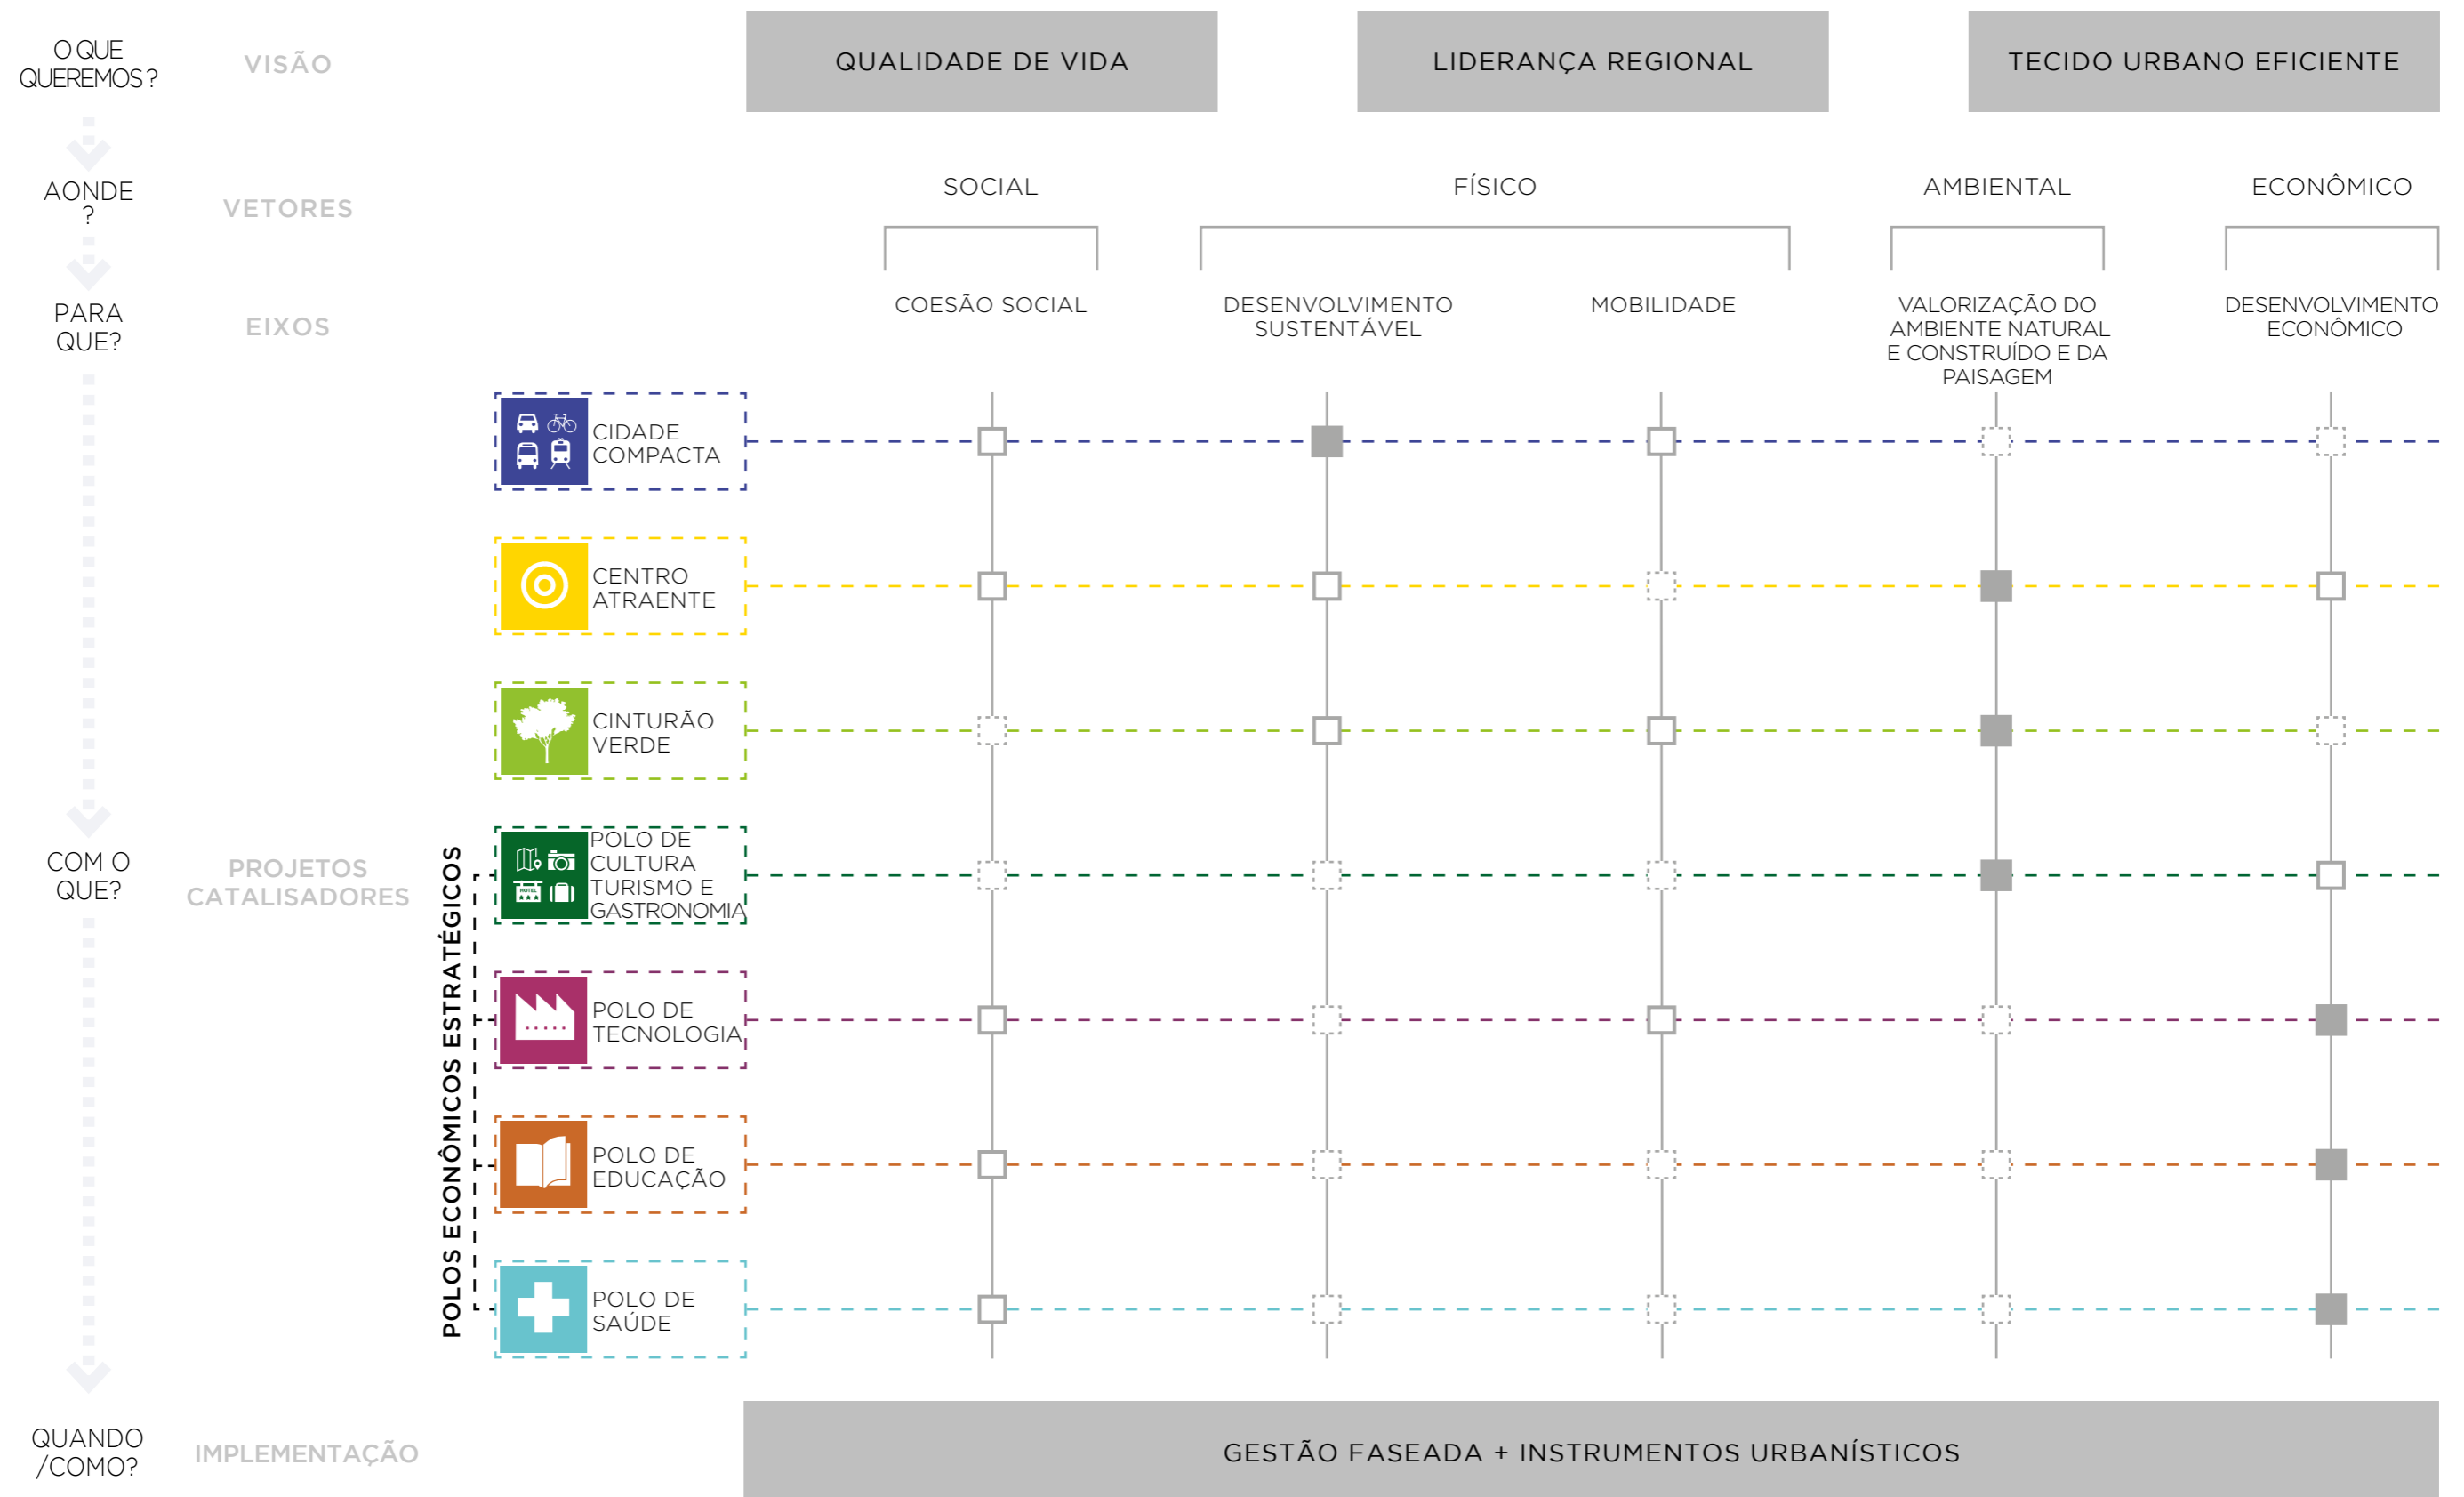 O QUE
QUEREMOS?
VISÃO
QUALIDADE DE VIDA
LIDERANÇA REGIONAL
TECIDO URBANO EFICIENTE
AONDE
?
VETORES
SOCIAL
FÍSICO
AMBIENTAL
ECONÔMICO
PARA
QUE?
EIXOS
COESÃO SOCIAL
DESENVOLVIMENTO
SUSTENTÁVEL
MOBILIDADE
VALORIZAÇÃO DO
AMBIENTE NATURAL
E CONSTRUÍDO E DA
PAISAGEM
DESENVOLVIMENTO
ECONÔMICO
COM O
QUE?
PROJETOS
CATALISADORES
POLOS ECONÔMICOS ESTRATÉGICOS
CIDADE
COMPACTA
CENTRO
ATRAENTE
CINTURÃO
VERDE
HOTEL
POLO DE
CULTURA
TURISMO E
GASTRONOMIA
POLO DE
TECNOLOGIA
POLO DE
EDUCAÇÃO
POLO DE
SAÚDE
QUANDO
/COMO?
IMPLEMENTAÇÃO
GESTÃO FASEADA + INSTRUMENTOS URBANÍSTICOS